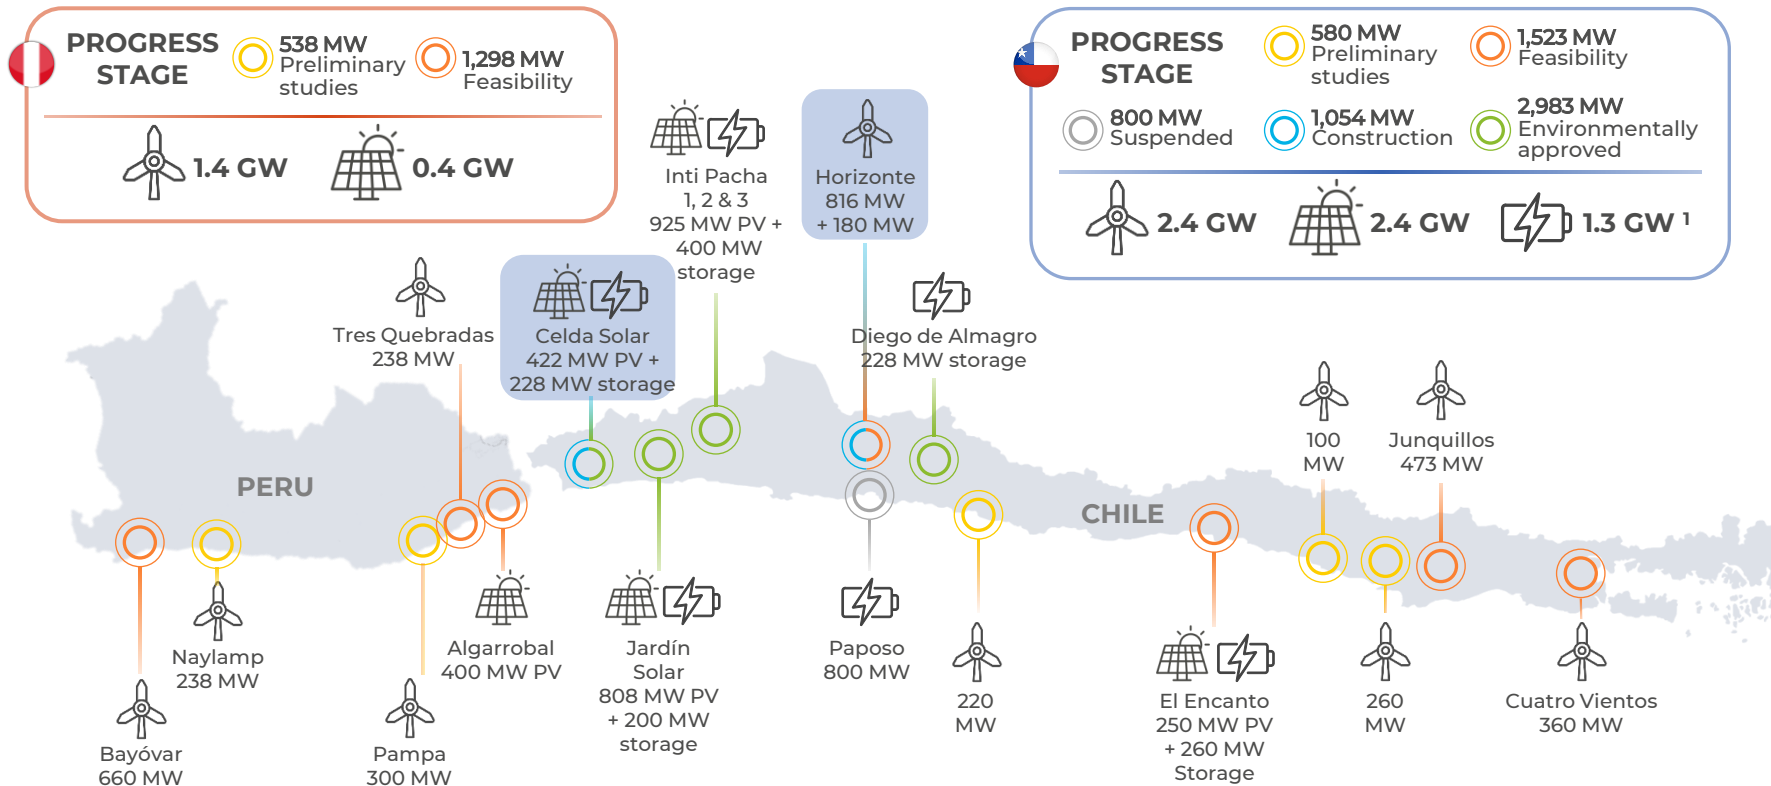 PROGRESS
STAGE
538 MW
Preliminary
studies
1,298 MW
Feasibility
1.4 GW
0.4 GW
PROGRESS
STAGE
580 MW
Preliminary
studies
1,523 MW
Feasibility
800 MW
Suspended
1,054 MW
Construction
2,983 MW
Environmentally
approved
2.4 GW
2.4 GW
1.3 GW ¹
Inti Pacha
1, 2 & 3
925 MW PV +
400 MW
storage
Horizonte
816 MW
+ 180 MW
Tres Quebradas
238 MW
Celda Solar
422 MW PV +
228 MW storage
Diego de Almagro
228 MW storage
100
MW
Junquillos
473 MW
PERU
CHILE
Naylamp
238 MW
Bayóvar
660 MW
Pampa
300 MW
Algarrobal
400 MW PV
Jardín
Solar
808 MW PV
+ 200 MW
storage
Paposo
800 MW
220
MW
El Encanto
250 MW PV
+ 260 MW
Storage
260
MW
Cuatro Vientos
360 MW